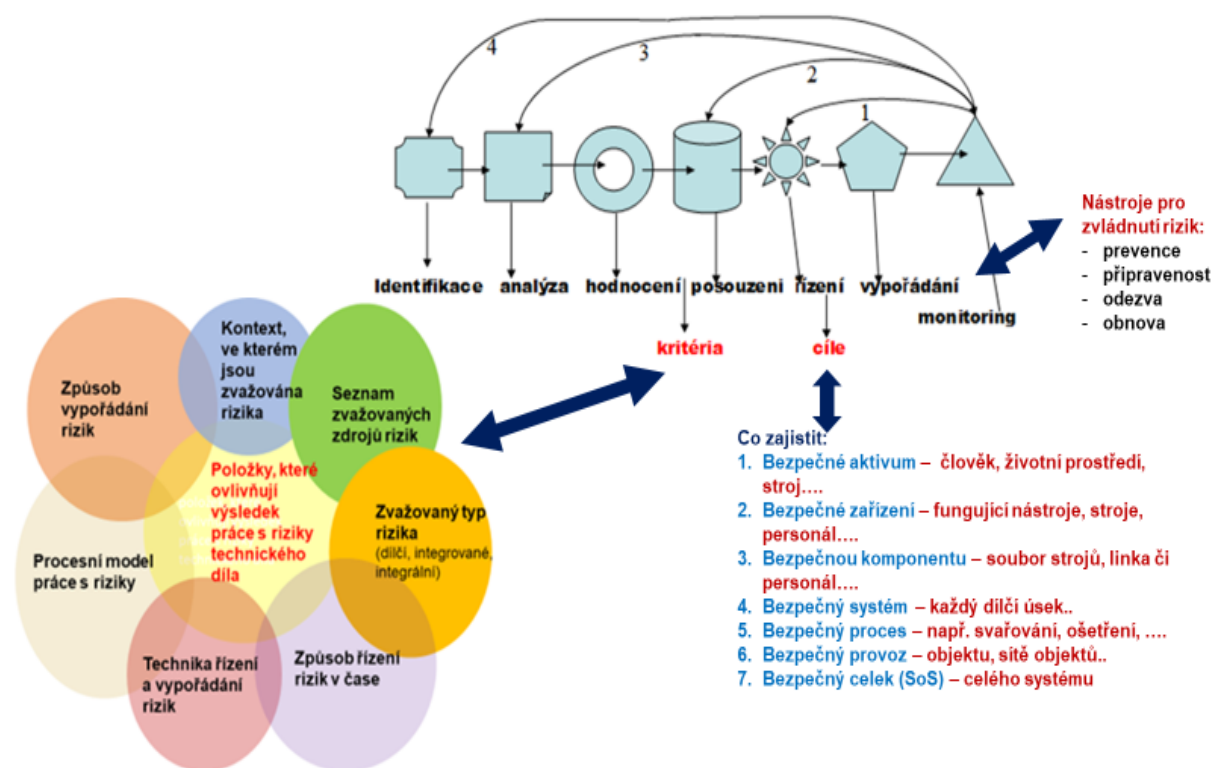 4
3
2
1
Identifikace analýza hodnocení posouzeni řízení vypořádání
monitoring
kritéria
cíle
Nástroje pro
zvládnutí rizik:
- prevence
- připravenost
- odezva
- obnova
Způsob
vypořádání
rizik
Kontext,
ve kterém
jsou
zvažována
rizika
Seznam
zvažovaných
zdrojů rizik
Položky, které
ovlivňují
výsledek
práce s riziky
technického
díla
Zvažovaný typ
rizika
(dílčí, integrované,
integrální)
Procesní model
práce s riziky
Technika řízení
a vypořádání
rizik
Způsob řízení
rizik v čase
Co zajistit:
1. Bezpečné aktivum – člověk, životní prostředí,
stroj....
2. Bezpečné zařízení – fungující nástroje, stroje,
personál....
3. Bezpečnou komponentu – soubor strojů, linka či
personál....
4. Bezpečný systém – každý dílčí úsek..
5. Bezpečný proces – např. svařování, ošetření, ....
6. Bezpečný provoz – objektu, sítě objektů..
7. Bezpečný celek (SoS) – celého systému